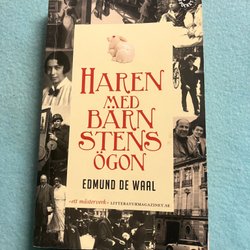 HAREN
MED
BÄRN
STENS
ÖGON
EDMUND DE WAAL
»ett mästerverk« LITTERATURMAGAZINET.SE